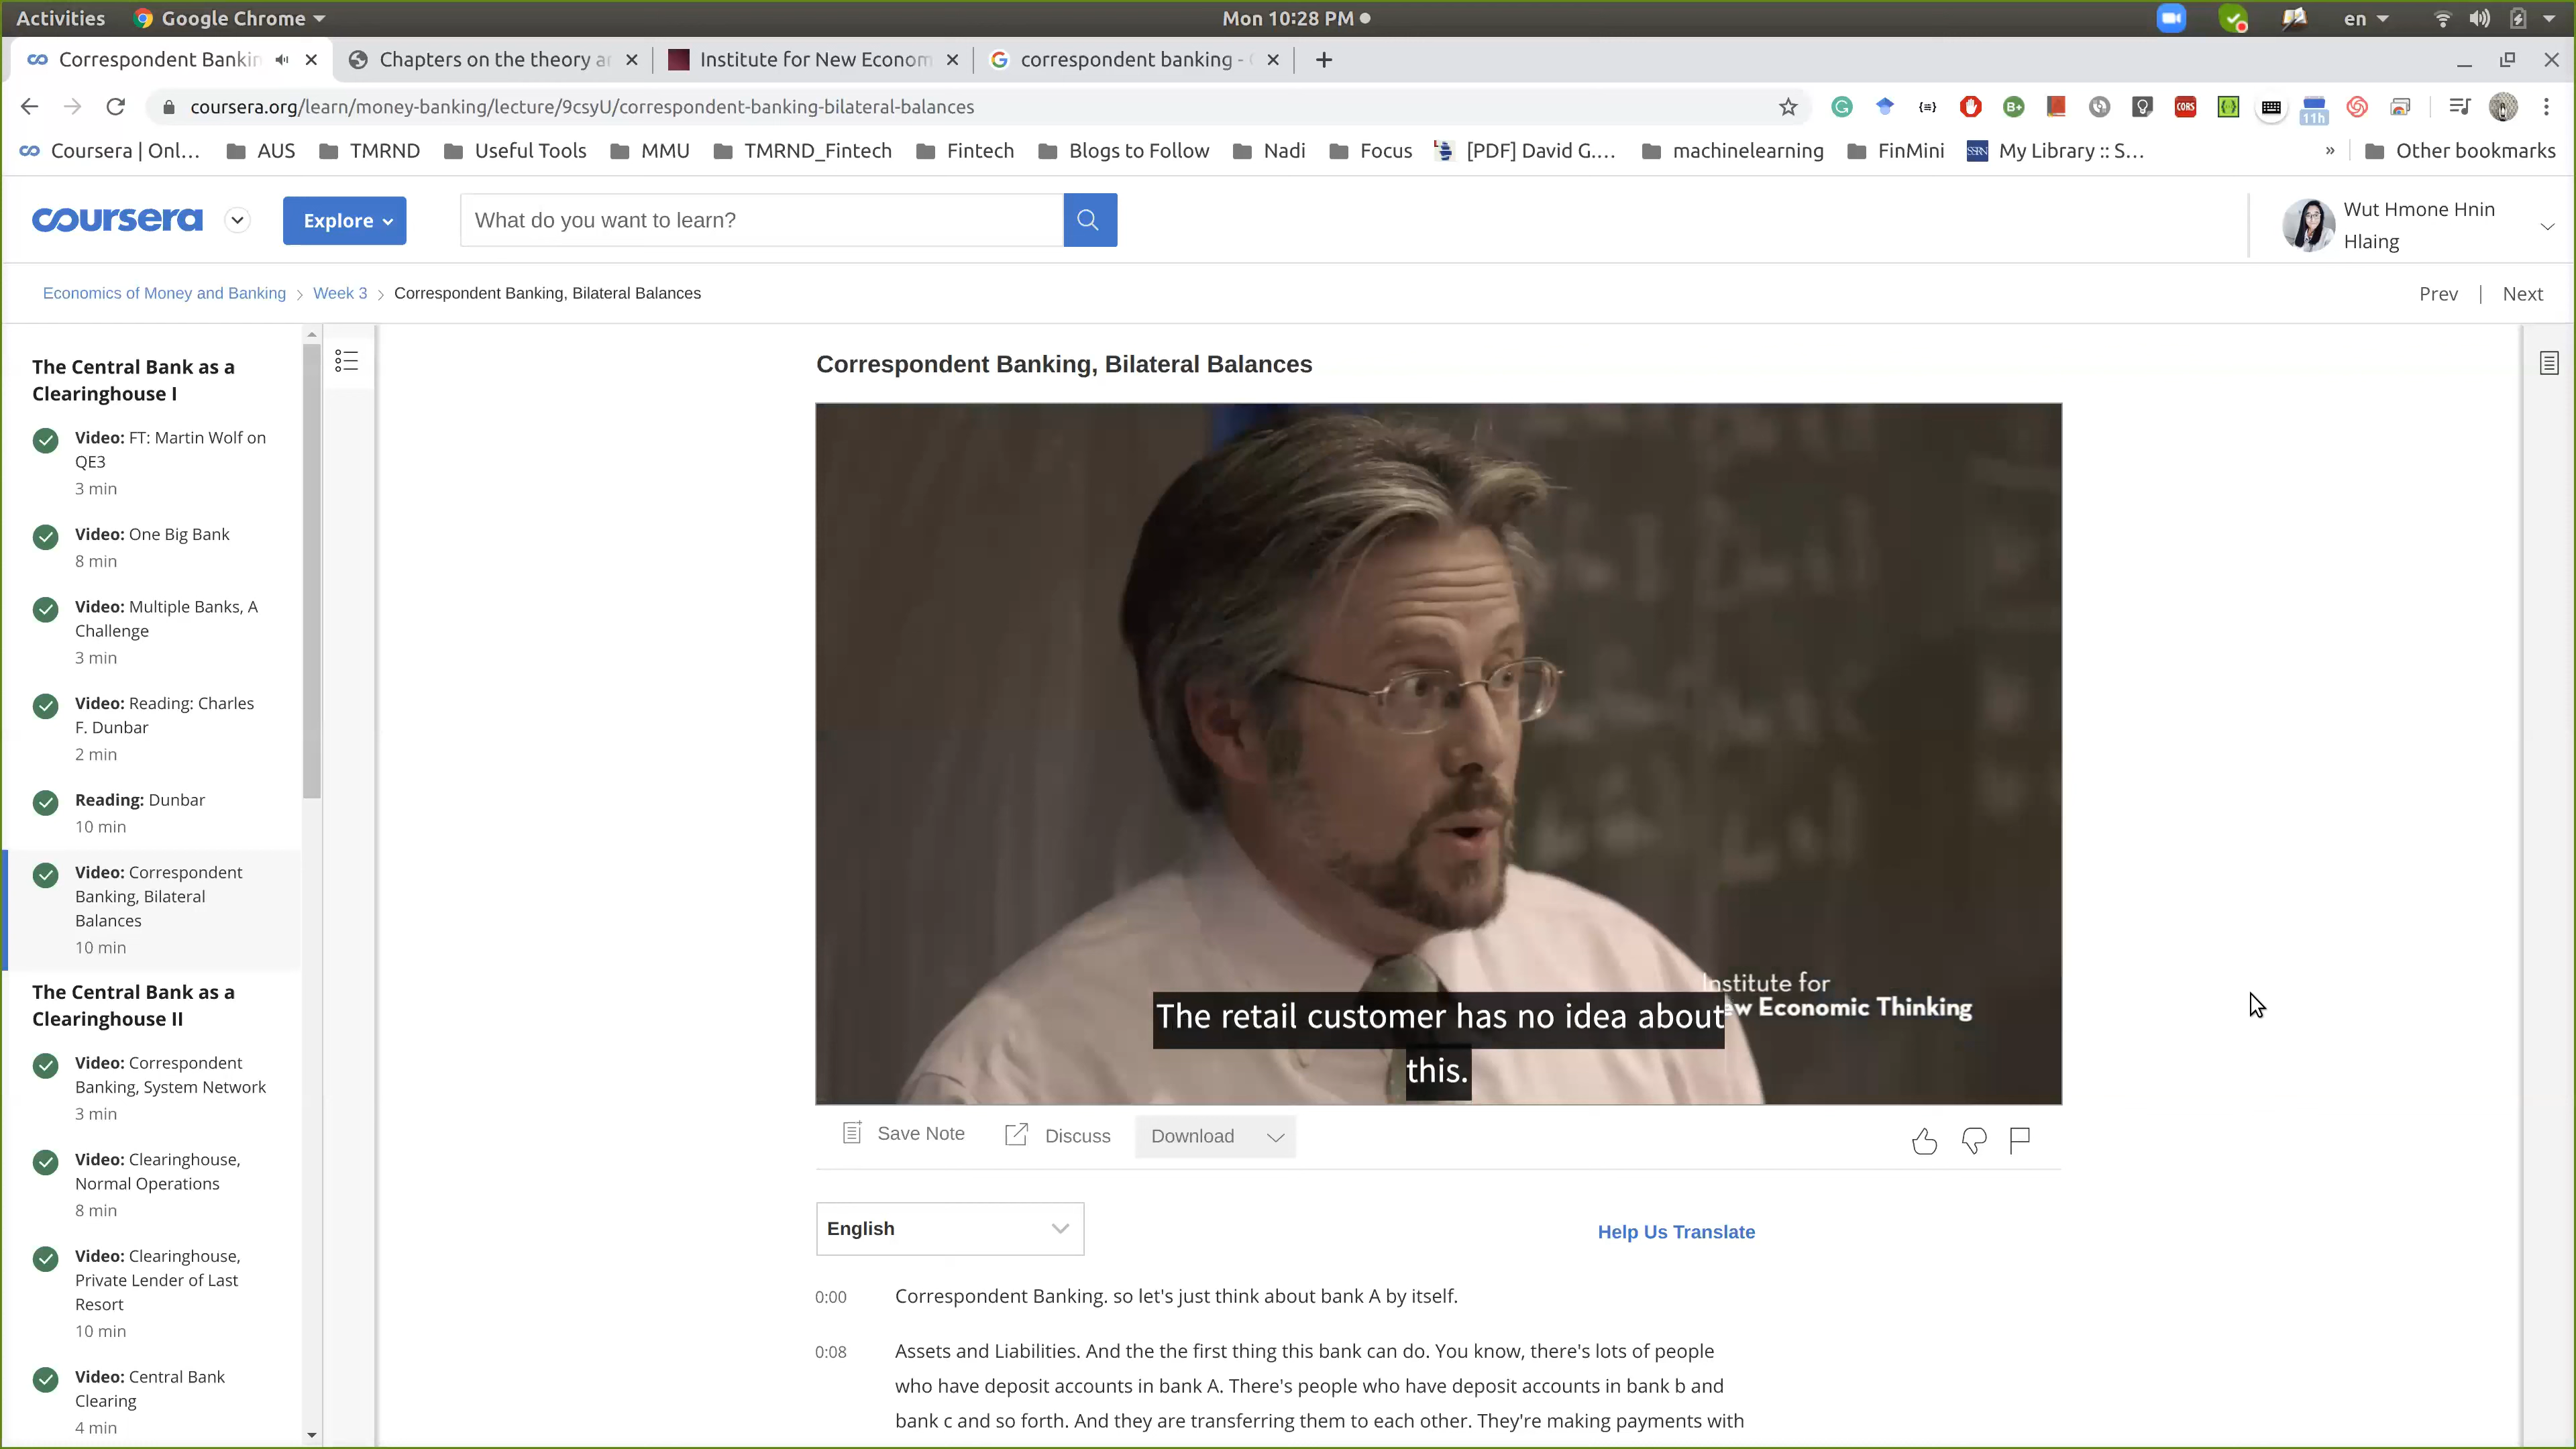 Activities
Google Chrome
Mon 10:28 PM
en
Correspondent Bankin
Chapters on the theory a
Institute for New Econom
correspondent banking -
coursera.org/learn/money-banking/lecture/9csyU/correspondent-banking-bilateral-balances
11h
Coursera | Onl...
AUS
TMRND
Useful Tools
MMU
TMRND_Fintech
Fintech
Blogs to Follow
Nadi
Focus
[PDF] David G....
machinelearning
FinMini
SSRN
My Library :: S...
»
Other bookmarks
coursera
Explore
What do you want to learn?
Wut Hmone Hnin
Hlaing
Economics of Money and Banking > Week 3 > Correspondent Banking, Bilateral Balances
Prev | Next
The Central Bank as a
Clearinghouse I
Video: FT: Martin Wolf on
QE3
3 min
Video: One Big Bank
8 min
Video: Multiple Banks, A
Challenge
3 min
Video: Reading: Charles
F. Dunbar
2 min
Reading: Dunbar
10 min
Video: Correspondent
Banking, Bilateral
Balances
10 min
The Central Bank as a
Clearinghouse II
Video: Correspondent
Banking, System Network
3 min
Video: Clearinghouse,
Normal Operations
8 min
Video: Clearinghouse,
Private Lender of Last
Resort
10 min
Video: Central Bank
Clearing
4 min
Correspondent Banking, Bilateral Balances
Institute for
ew Economic Thinking
The retail customer has no idea about
this.
Save Note
Discuss
Download
English
Help Us Translate
0:00
Correspondent Banking. so let's just think about bank A by itself.
0:08
Assets and Liabilities. And the the first thing this bank can do. You know, there's lots of people
who have deposit accounts in bank A. There's people who have deposit accounts in bank b and
bank c and so forth. And they are transferring them to each other. They're making payments with